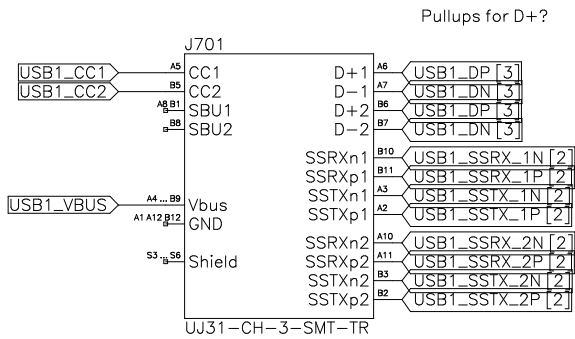 Pullups for D+?
J701
USB1_CC1 A5 CC1 D+1 A6 USB1_DP [3]
USB1_CC2 B5 CC2 D-1 A7 USB1_DN [3]
A8 B1 SBU1 D+2 B6 USB1_DP [3]
B8 SBU2 D-2 B7 USB1_DN [3]
SSRXn1 B10 USB1_SSRX_1N [2]
SSRXp1 B11 USB1_SSRX_1P [2]
USB1_VBUS A4 ... B9 Vbus SSTXn1 A3 USB1_SSTX_1N [2]
A1 A12 B12 GND SSTXp1 A2 USB1_SSTX_1P [2]
SSRXn2 A10 USB1_SSRX_2N [2]
S3 ... S6 Shield SSRXp2 A11 USB1_SSRX_2P [2]
SSTXn2 B3 USB1_SSTX_2N [2]
SSTXp2 B2 USB1_SSTX_2P [2]
UJ31-CH-3-SMT-TR